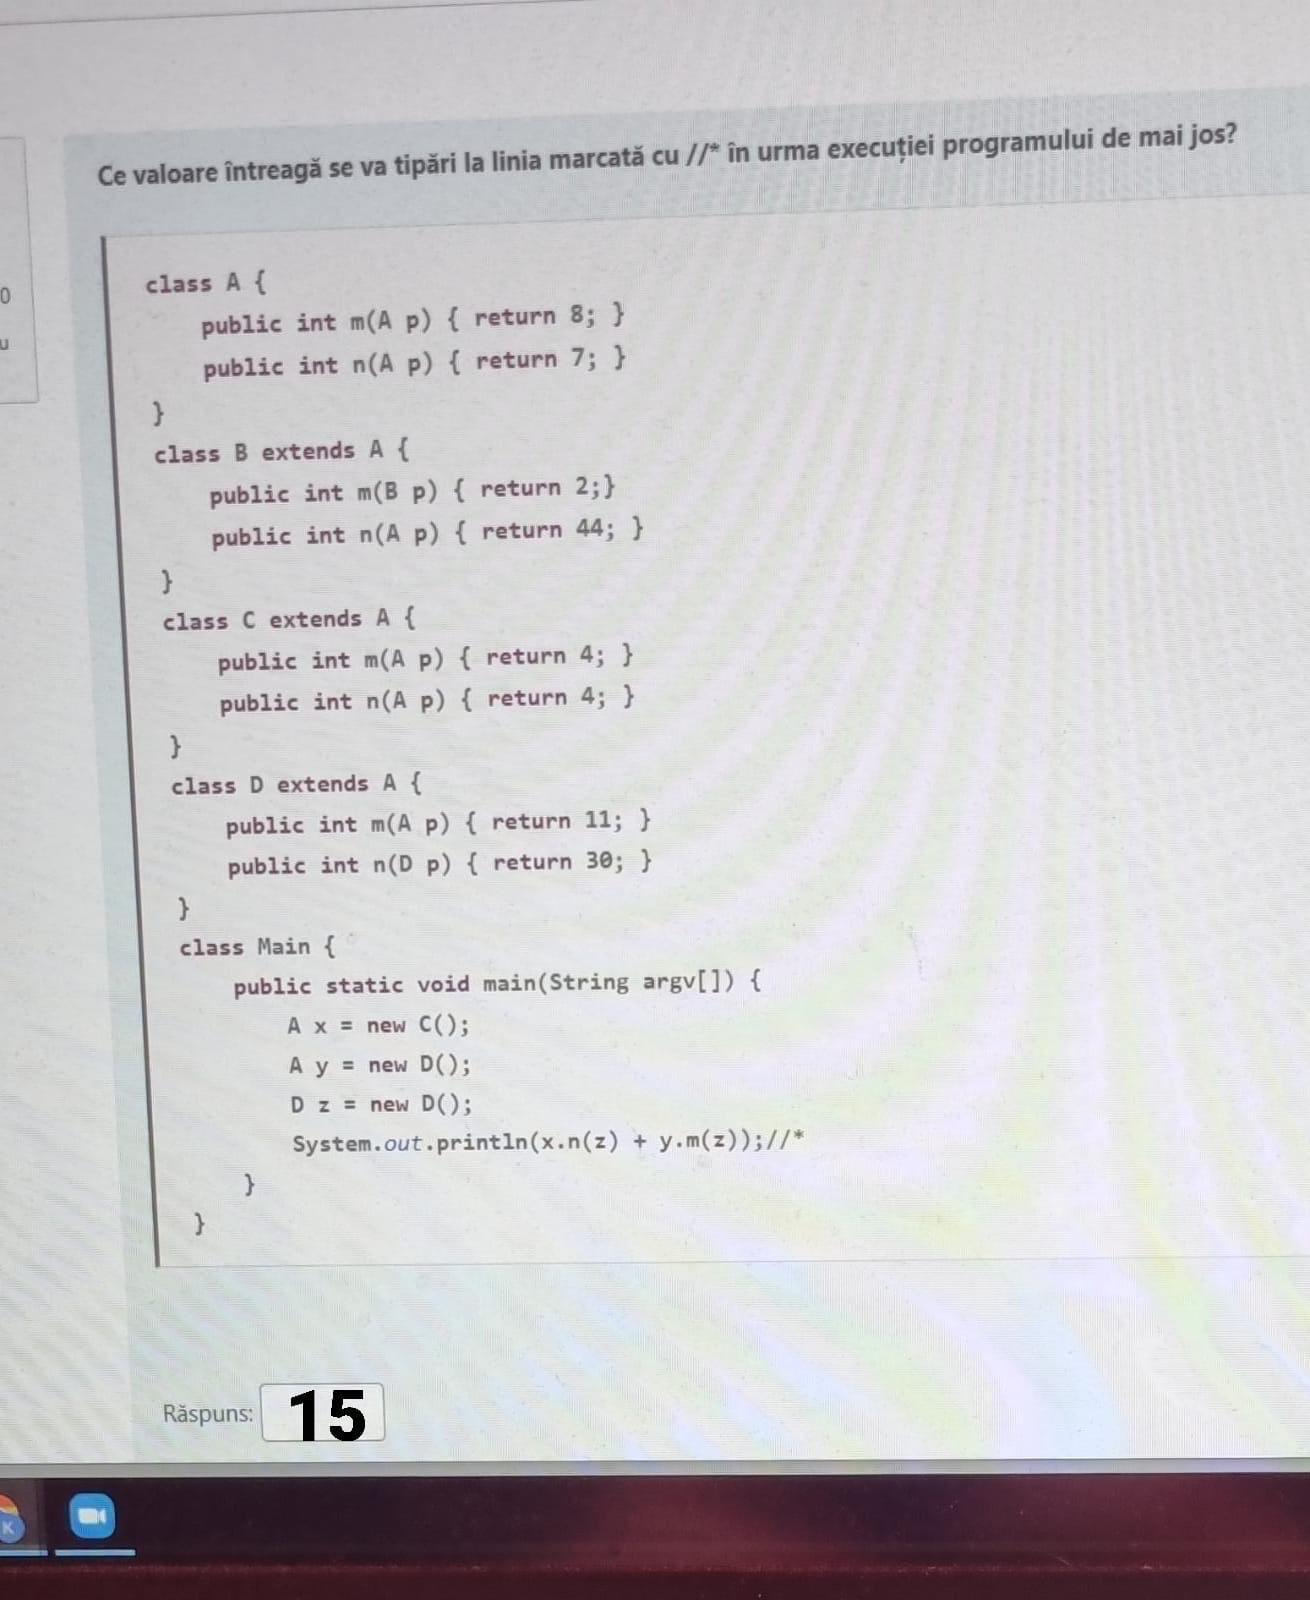 Ce valoare întreagă se va tipări la linia marcată cu //* în urma execuției programului de mai jos?
0
u
class A {
public int m(A p) { return 8; }
public int n(A p) { return 7; }
}
class B extends A {
public int m(B p) { return 2;}
public int n(A p) { return 44; }
}
class C extends A {
public int m(A p) { return 4; }
public int n(A p) { return 4; }
}
class D extends A {
public int m(A p) { return 11; }
public int n(D p) { return 30; }
}
class Main {
public static void main(String argv[]) {
A x = new C();
A y = new D();
D z = new D();
System.out.println(x.n(z) + y.m(z));//*
}
}
Răspuns: 15
K